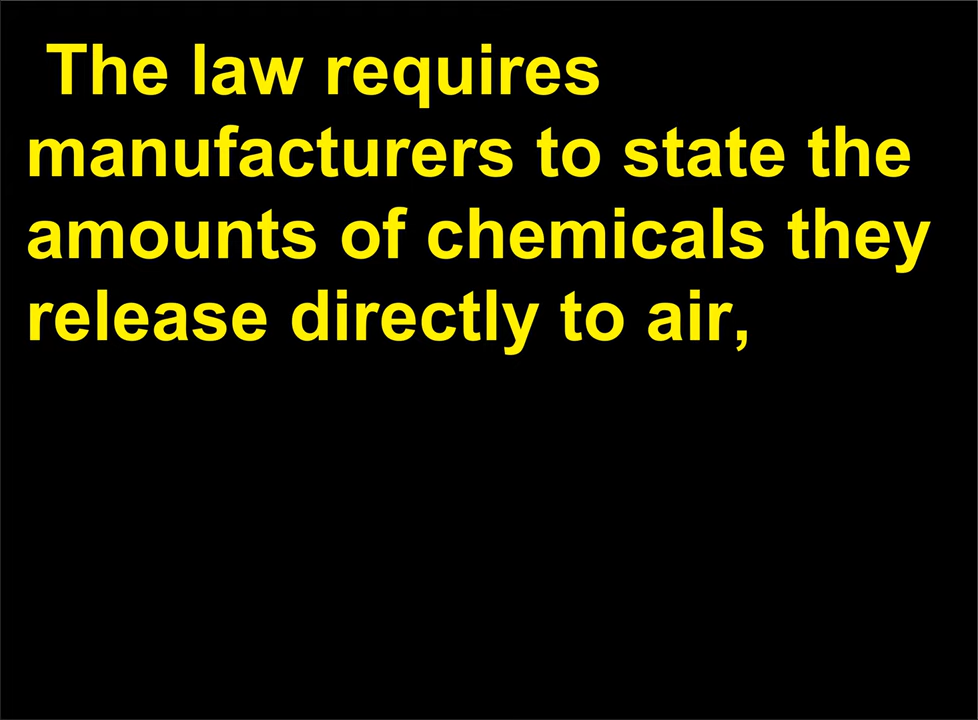 The law requires
manufacturers to state the
amounts of chemicals they
release directly to air,